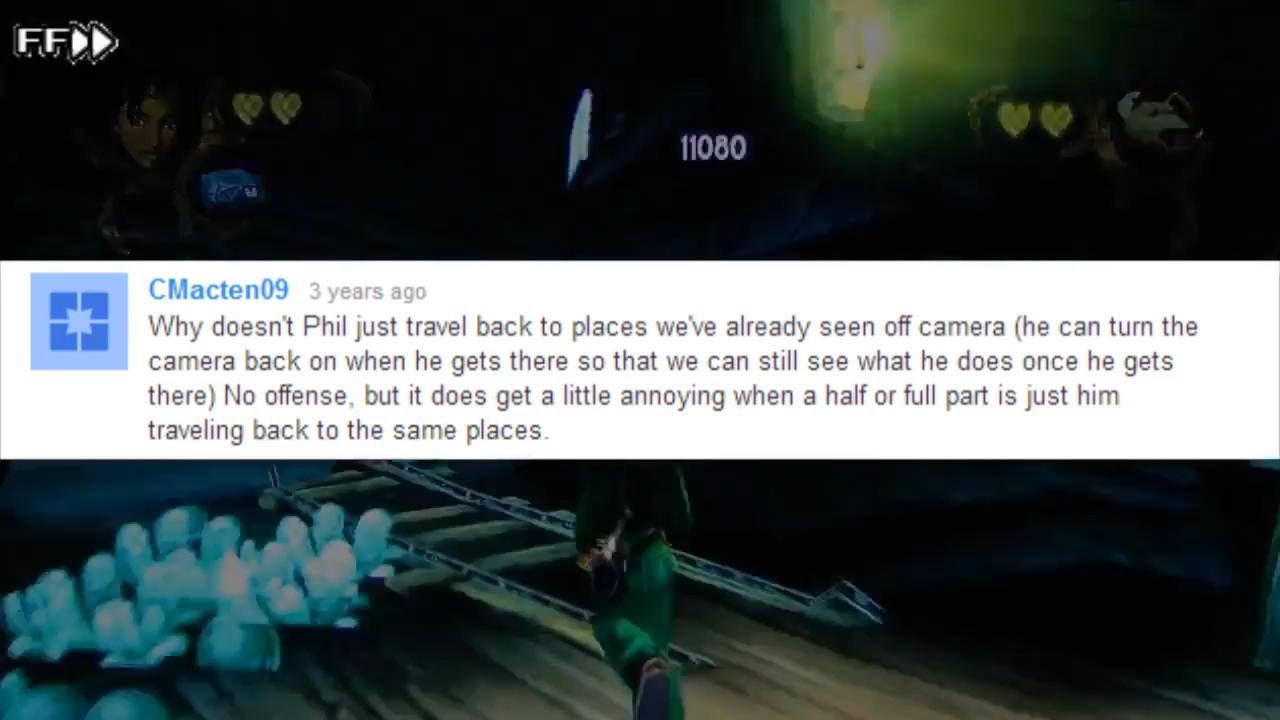 FF
11080
CMacten09 3 years ago
Why doesn't Phil just travel back to places we've already seen off camera (he can turn the
camera back on when he gets there so that we can still see what he does once he gets
there) No offense, but it does get a little annoying when a half or full part is just him
traveling back to the same places.